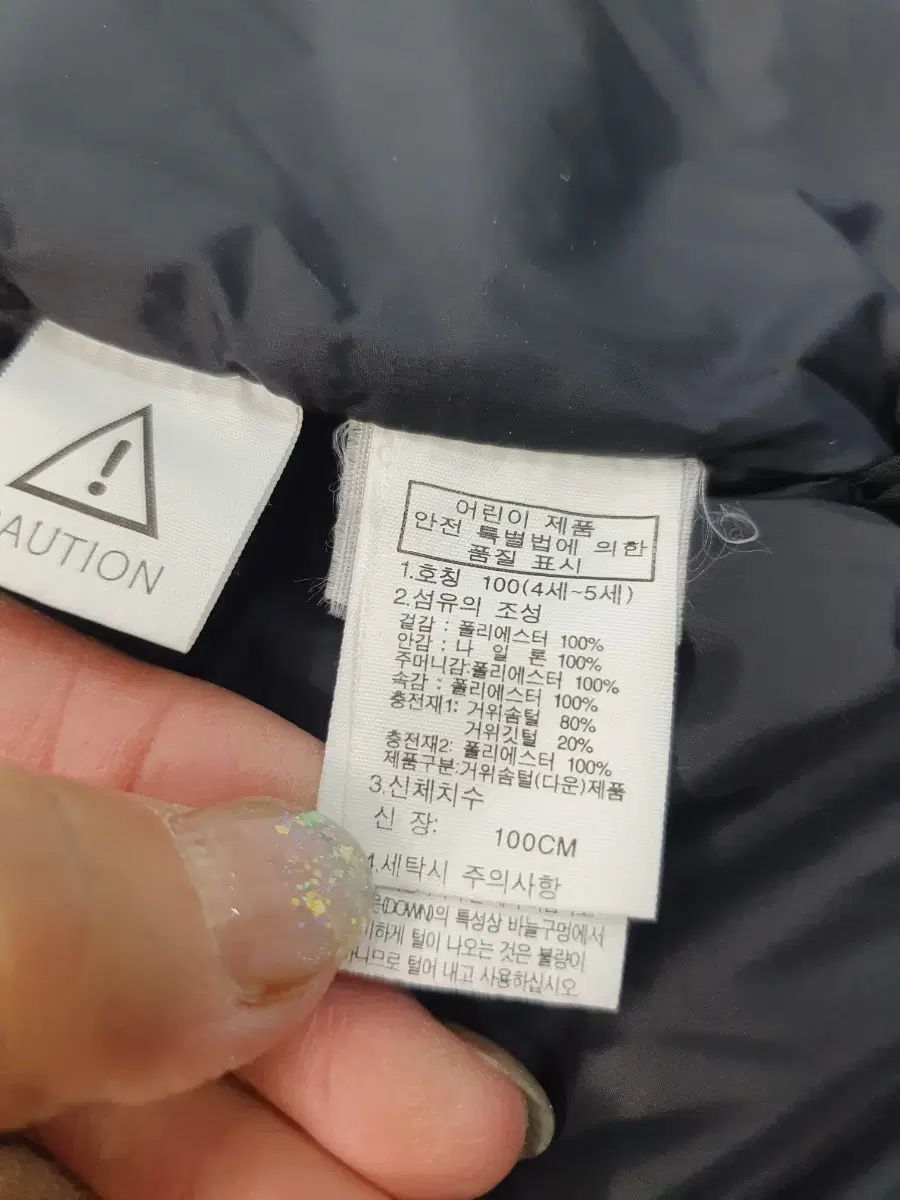 CAUTION
어린이 제품
안전 특별법에 의한
품질 표시
1.호칭 100(4세~5세)
2.섬유의 조성
겉감 : 폴리에스터 100%
안감 : 나 일 론 100%
주머니감:폴리에스터 100%
속감 : 폴리에스터 100%
충전재1: 거위솜털 80%
거위깃털 20%
충전재2: 폴리에스터 100%
제품구분:거위솜털(다운)제품
3.신체치수
신 장: 100CM
4.세탁시 주의사항
(DOWN)의 특성상 바늘구멍에서
털이 나오는 것은 불량이
털어 내고 사용하십시오